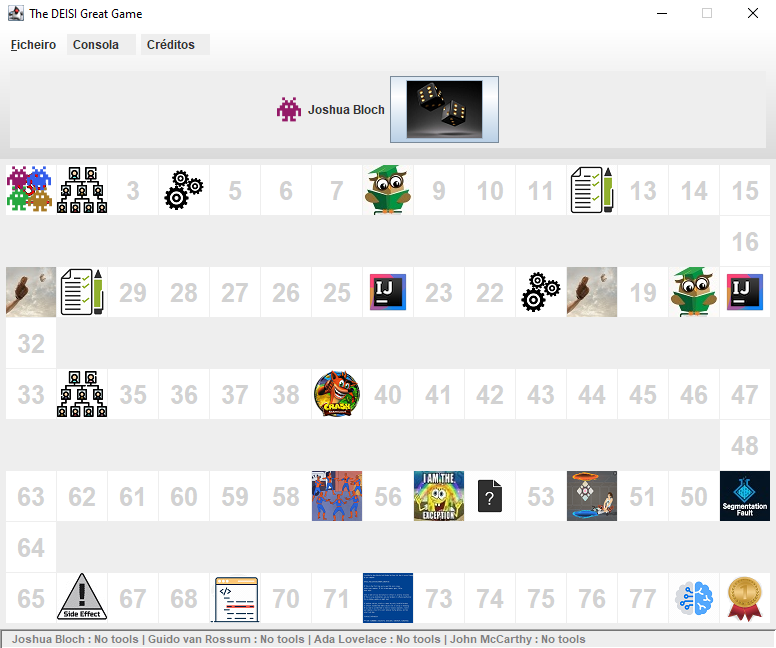 The DEISI Great Game
Ficheiro Consola Créditos
Joshua Bloch
3 5 6 7 9 10 11 13 14 15
16
29 28 27 26 25 IJ 23 22 19 IJ
32
33 35 36 37 38 CRASH 40 41 42 43 44 45 46 47
48
63 62 61 60 59 58 56 I AM THE
EXCEPTION ? 53 51 50 Segmentation
Fault
64
65 ! Side Effect 67 68 </> 70 71 73 74 75 76 77 1
Joshua Bloch : No tools | Guido van Rossum : No tools | Ada Lovelace : No tools | John McCarthy : No tools